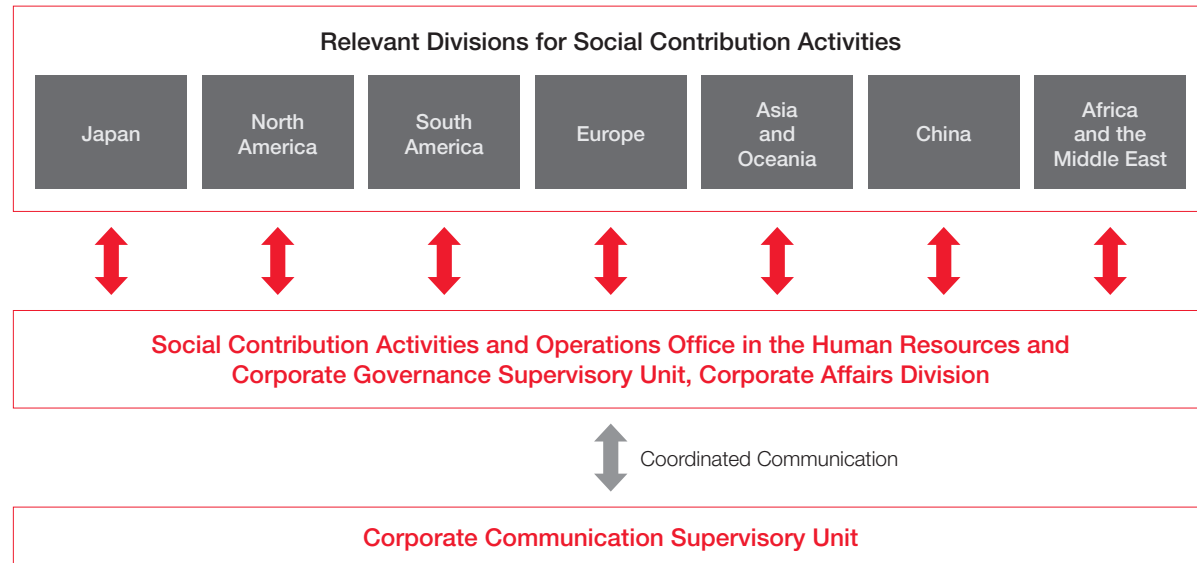 Relevant Divisions for Social Contribution Activities
Japan
North
America
South
America
Europe
Asia
and
Oceania
China
Africa
and the
Middle East
Social Contribution Activities and Operations Office in the Human Resources and
Corporate Governance Supervisory Unit, Corporate Affairs Division
Coordinated Communication
Corporate Communication Supervisory Unit